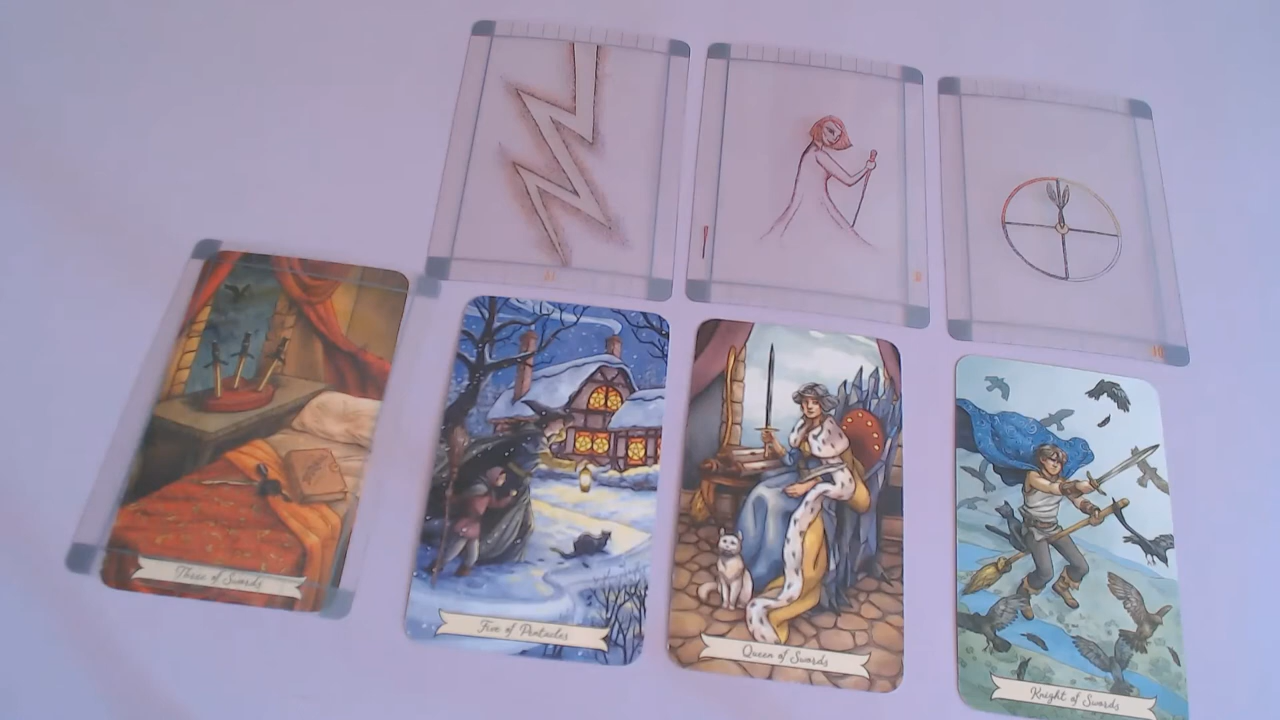 Three of Swords
Five of Pentacles
Queen of Swords
Knight of Swords